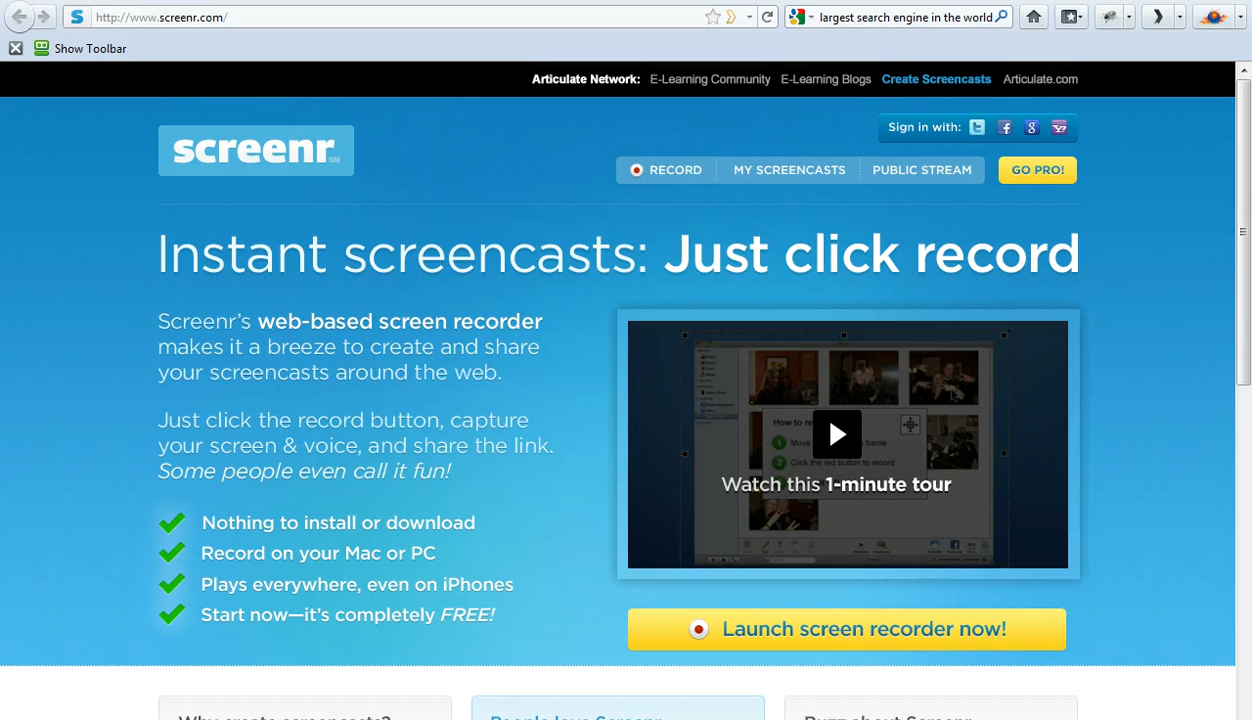 http://www.screenr.com/
largest search engine in the world
Show Toolbar
Articulate Network: E-Learning Community E-Learning Blogs Create Screencasts Articulate.com
screenr
Sign in with:
RECORD MY SCREENCASTS PUBLIC STREAM GO PRO!
Instant screencasts: Just click record
Screenr's web-based screen recorder
makes it a breeze to create and share
your screencasts around the web.
Just click the record button, capture
your screen & voice, and share the link.
Some people even call it fun!
How to re
1 Move frame
2 Click the red button to record
Watch this 1-minute tour
Nothing to install or download
Record on your Mac or PC
Plays everywhere, even on iPhones
Start now—it's completely FREE!
Launch screen recorder now!
Why create screencasts?
People love Screenr
Buzz about Screenr